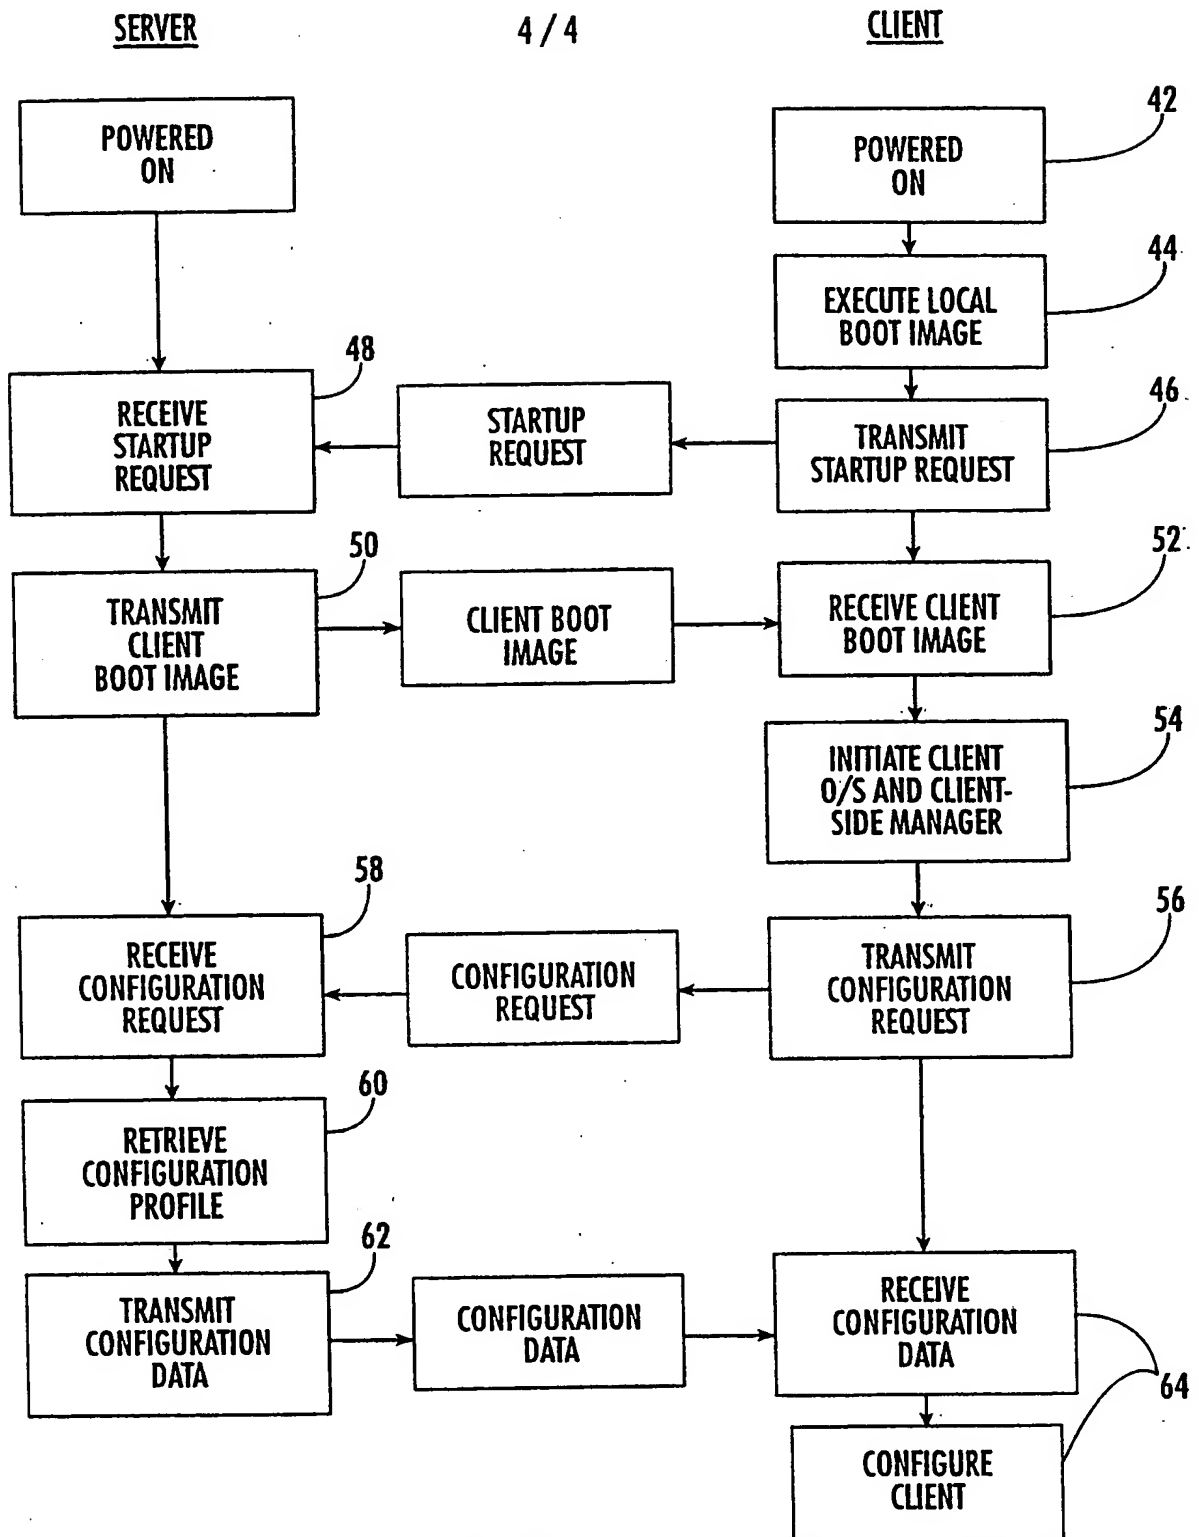 SERVER
4 / 4
CLIENT
POWERED
ON
POWERED
ON
42
EXECUTE LOCAL
BOOT IMAGE
44
RECEIVE
STARTUP
REQUEST
48
STARTUP
REQUEST
TRANSMIT
STARTUP REQUEST
46
TRANSMIT
CLIENT
BOOT IMAGE
50
CLIENT BOOT
IMAGE
RECEIVE CLIENT
BOOT IMAGE
52
INITIATE CLIENT
O/S AND CLIENT-
SIDE MANAGER
54
RECEIVE
CONFIGURATION
REQUEST
58
CONFIGURATION
REQUEST
TRANSMIT
CONFIGURATION
REQUEST
56
RETRIEVE
CONFIGURATION
PROFILE
60
TRANSMIT
CONFIGURATION
DATA
62
CONFIGURATION
DATA
RECEIVE
CONFIGURATION
DATA
64
CONFIGURE
CLIENT